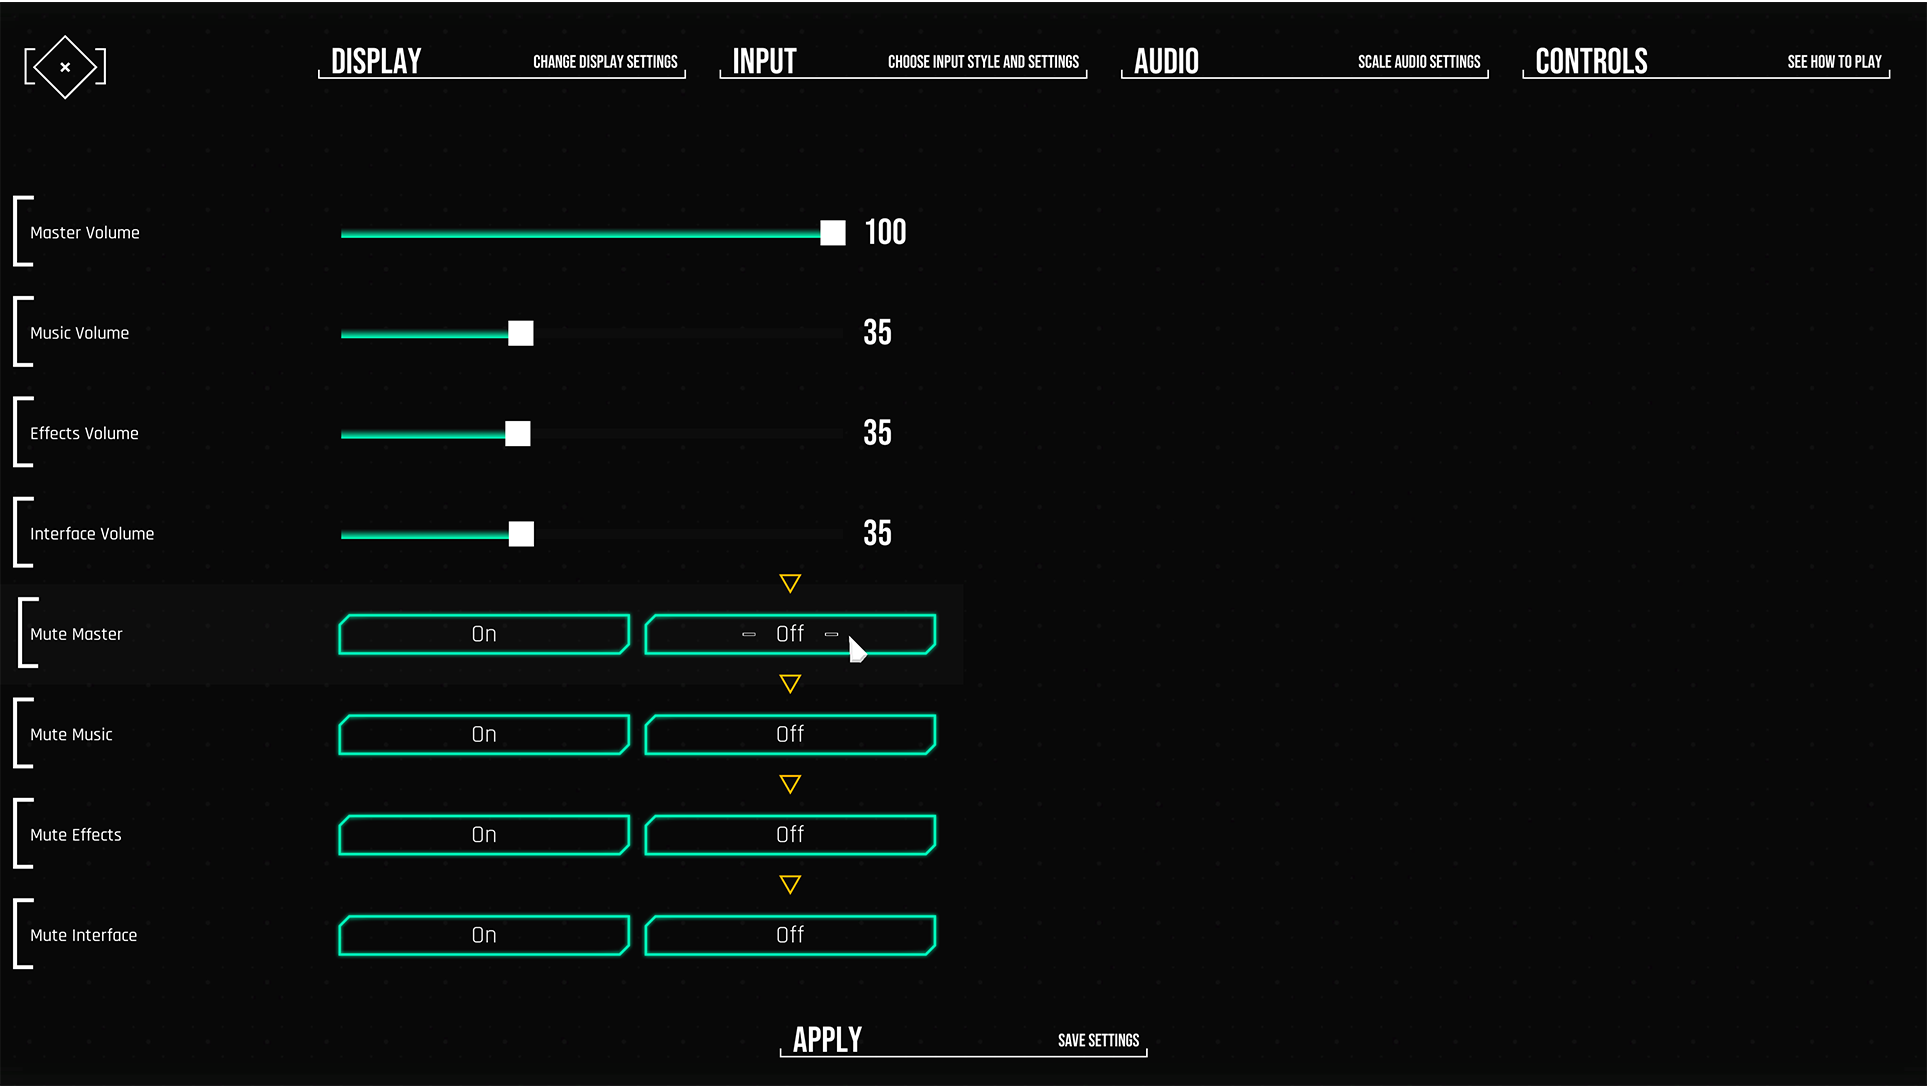 DISPLAY CHANGE DISPLAY SETTINGS
INPUT CHOOSE INPUT STYLE AND SETTINGS
AUDIO SCALE AUDIO SETTINGS
CONTROLS SEE HOW TO PLAY
Master Volume 100
Music Volume 35
Effects Volume 35
Interface Volume 35
Mute Master On Off
Mute Music On Off
Mute Effects On Off
Mute Interface On Off
APPLY SAVE SETTINGS